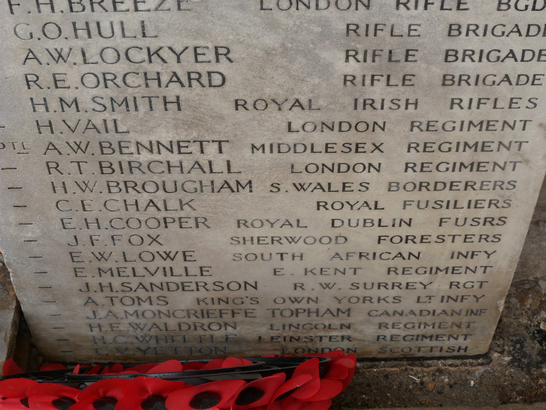 F.H. BREEZE LONDON RIFLE BGD
G.O. HULL RIFLE BRIGADE
A.W. LOCKYER RIFLE BRIGADE
R.E. ORCHARD RIFLE BRIGADE
H.M. SMITH ROYAL IRISH RIFLES
H. VAIL LONDON REGIMENT
PTE A.W. BENNETT MIDDLESEX REGIMENT
— R.T. BIRCHALL LONDON REGIMENT
— H.W. BROUGHAM S. WALES BORDERERS
— C.E. CHALK ROYAL FUSILIERS
— E.H. COOPER ROYAL DUBLIN FUSRS
— J.F. FOX SHERWOOD FORESTERS
— E.W. LOWE SOUTH AFRICAN INFY
— E. MELVILLE E. KENT REGIMENT
— J.H. SANDERSON R.W. SURREY RGT
— A. TOMS KING'S OWN YORKS LT INFY
— J.A. MONCRIEFFE TOPHAM CANADIAN INF
— H.E. WALDRON LINCOLN REGIMENT
— H.C. WHITTLE LEINSTER REGIMENT
YETTON LONDON SCOTTISH